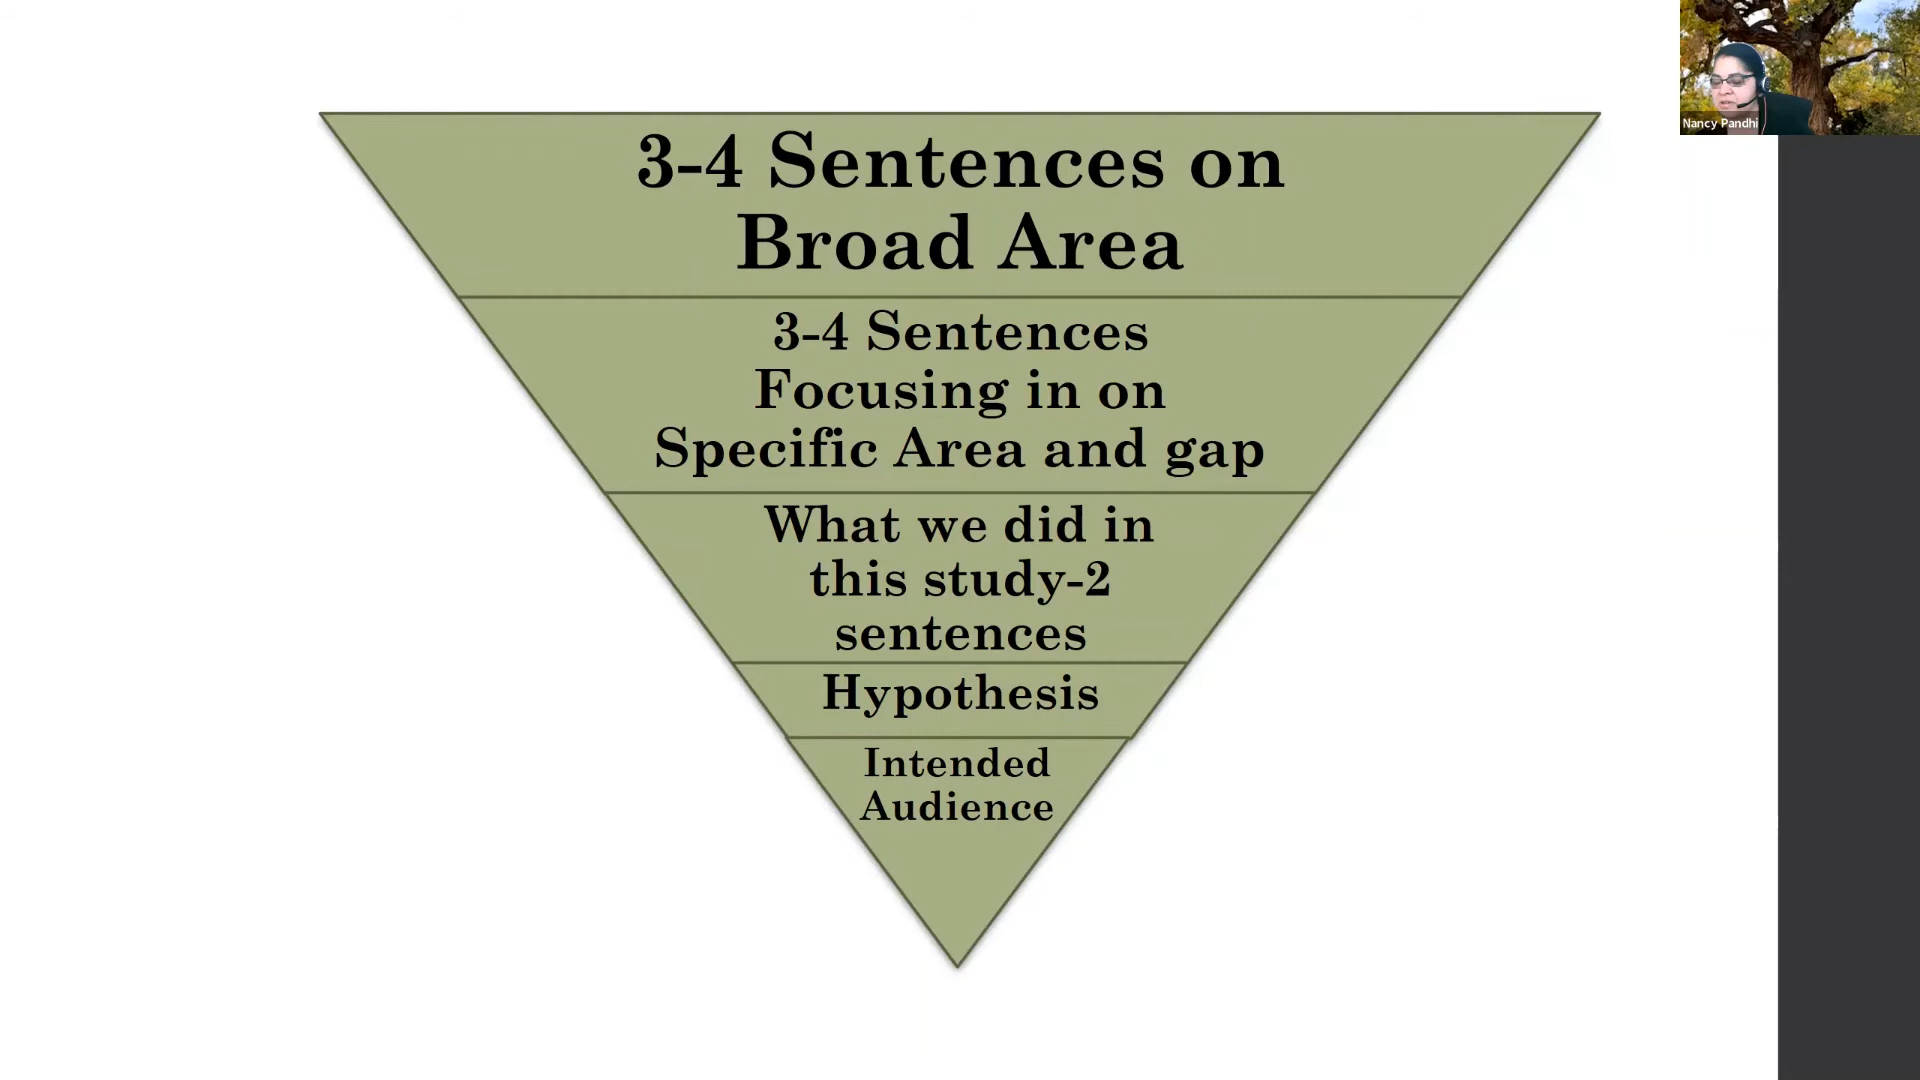 3-4 Sentences on
Broad Area
3-4 Sentences
Focusing in on
Specific Area and gap
What we did in
this study-2
sentences
Hypothesis
Intended
Audience
Nancy Pandhi